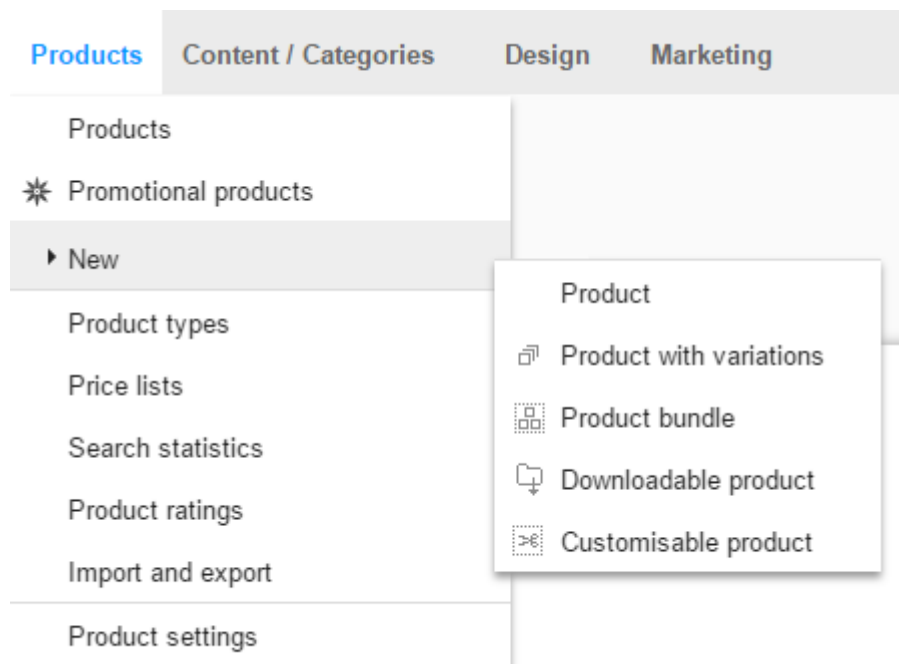 Products Content / Categories Design Marketing
Products
Promotional products
New
Product
Product types
Product with variations
Price lists
Product bundle
Search statistics
Downloadable product
Product ratings
Customisable product
Import and export
Product settings